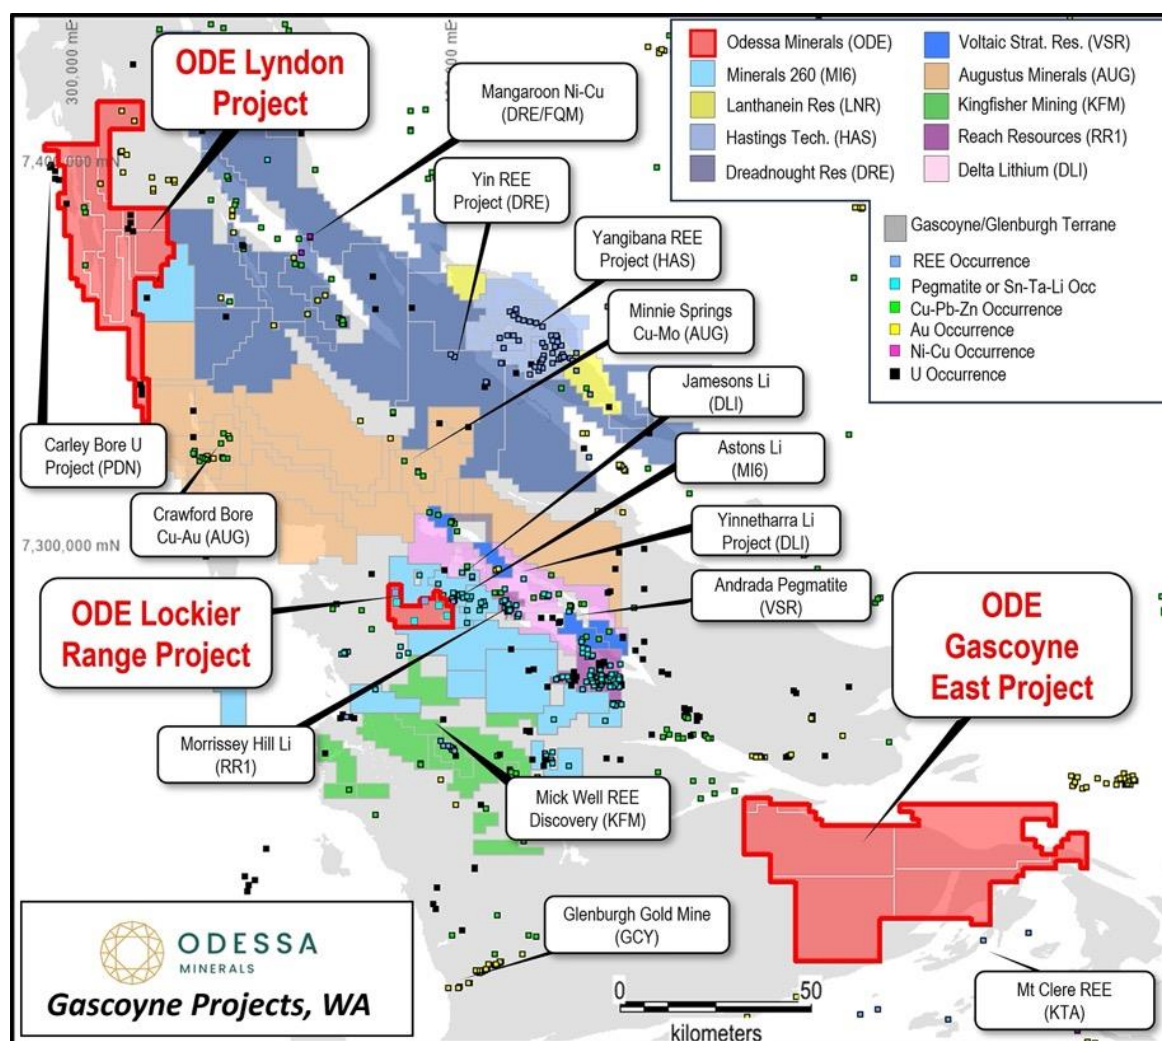 300,000 mE
ODE Lyndon
Project
Mangaroon Ni-Cu
(DRE/FQM)
Odessa Minerals (ODE)
Minerals 260 (MI6)
Lanthanein Res (LNR)
Hastings Tech. (HAS)
Dreadnought Res (DRE)
Voltaic Strat. Res. (VSR)
Augustus Minerals (AUG)
Kingfisher Mining (KFM)
Reach Resources (RR1)
Delta Lithium (DLI)
Gascoyne/Glenburgh Terrane
REE Occurrence
Pegmatite or Sn-Ta-Li Occ
Cu-Pb-Zn Occurrence
Au Occurrence
Ni-Cu Occurrence
U Occurrence
7,400,000 mN
Yin REE
Project (DRE)
Yangibana REE
Project (HAS)
Minnie Springs
Cu-Mo (AUG)
Jamesons Li
(DLI)
Carley Bore U
Project (PDN)
Astons Li
(MI6)
Crawford Bore
Cu-Au (AUG)
Yinnetharra Li
Project (DLI)
7,300,000 mN
Andrada Pegmatite
(VSR)
ODE Lockier
Range Project
ODE
Gascoyne
East Project
Morrissey Hill Li
(RR1)
Mick Well REE
Discovery (KFM)
Glenburgh Gold Mine
(GCY)
Mt Clere REE
(KTA)
ODESSA
MINERALS
Gascoyne Projects, WA
0 50
kilometers